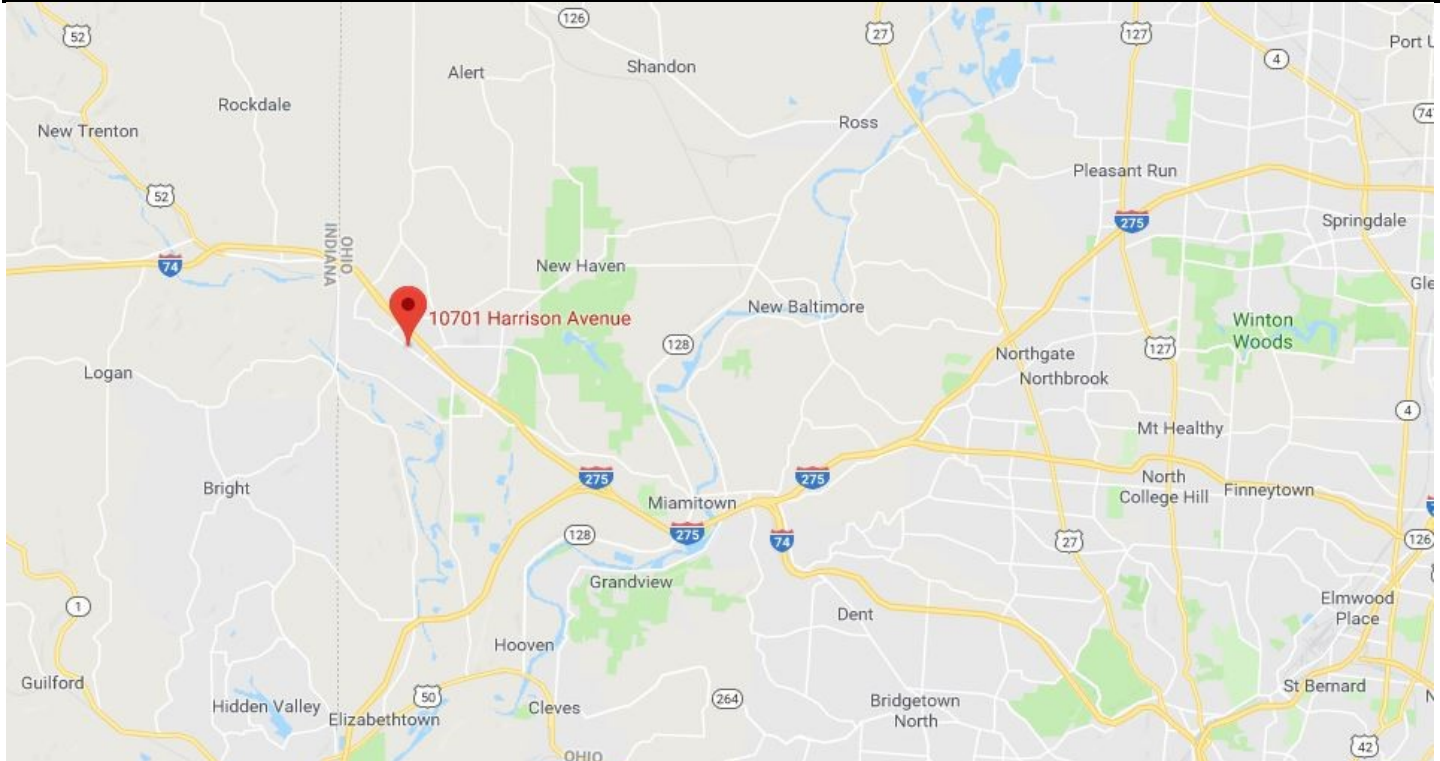 126
27
127
52
4
Port U
Alert
Shandon
Rockdale
74
Ross
New Trenton
Pleasant Run
52
275
Springdale
OHIO
INDIANA
74
New Haven
Gle
New Baltimore
10701 Harrison Avenue
Winton
Woods
128
127
Northgate
Logan
Northbrook
4
Mt Healthy
275
275
North
College Hill
Bright
Finneytown
Miamitown
128
275
74
27
126
Grandview
1
Elmwood
Place
Dent
Hooven
Guilford
St Bernard
50
264
Hidden Valley
Cleves
Bridgetown
North
Elizabethtown
N
42
OHIO